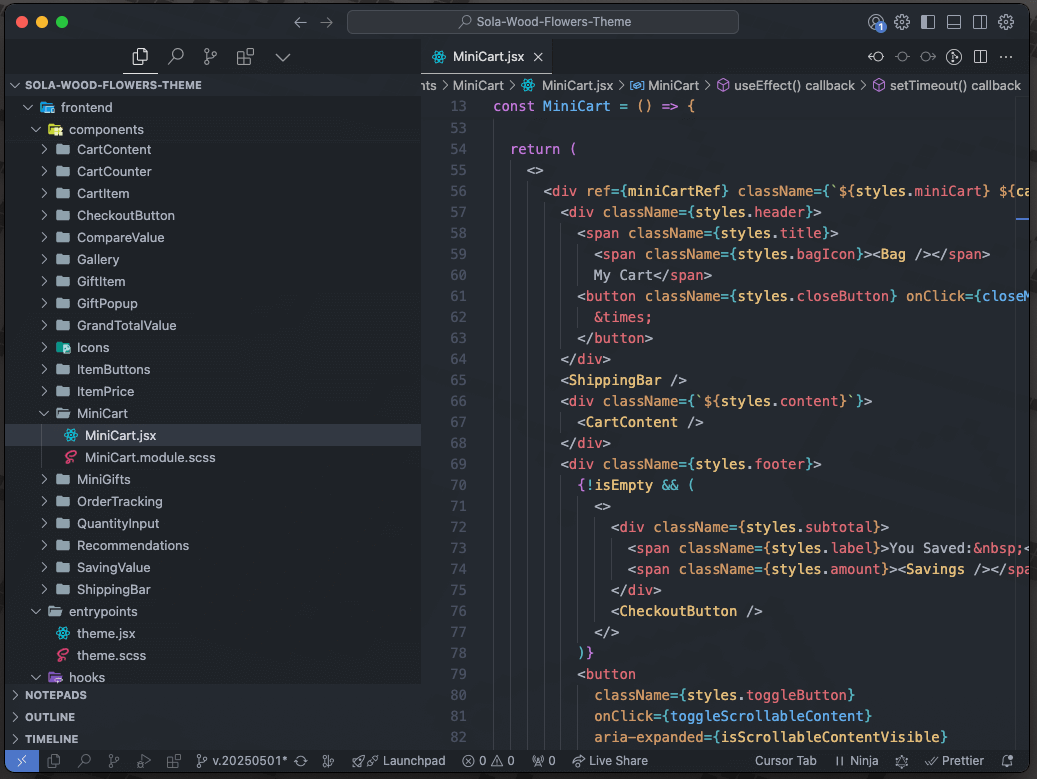 Sola-Wood-Flowers-Theme
1
MiniCart.jsx
SOLA-WOOD-FLOWERS-THEME
frontend
components
CartContent
CartCounter
CartItem
CheckoutButton
CompareValue
Gallery
GiftItem
GiftPopup
GrandTotalValue
Icons
ItemButtons
ItemPrice
MiniCart
MiniCart.jsx
MiniCart.module.scss
MiniGifts
OrderTracking
QuantityInput
Recommendations
SavingValue
ShippingBar
entrypoints
theme.jsx
theme.scss
hooks
NOTEPADS
OUTLINE
TIMELINE
nts > MiniCart > MiniCart.jsx > MiniCart > useEffect() callback > setTimeout() callback
13 const MiniCart = () => {
53
54 return (
55 <>
56 <div ref={miniCartRef} className={`${styles.miniCart} ${ca
57 <div className={styles.header}>
58 <span className={styles.title}>
59 <span className={styles.bagIcon}><Bag /></span>
60 My Cart</span>
61 <button className={styles.closeButton} onClick={closeM
62 &times;
63 </button>
64 </div>
65 <ShippingBar />
66 <div className={`${styles.content}`}>
67 <CartContent />
68 </div>
69 <div className={styles.footer}>
70 {!isEmpty && (
71 <>
72 <div className={styles.subtotal}>
73 <span className={styles.label}>You Saved:&nbsp;<
74 <span className={styles.amount}><Savings /></spa
75 </div>
76 <CheckoutButton />
77 </>
78 )}
79 <button
80 className={styles.toggleButton}
81 onClick={toggleScrollableContent}
82 aria-expanded={isScrollableContentVisible}
v.20250501* Launchpad 0 0 0 Live Share Cursor Tab Ninja Prettier